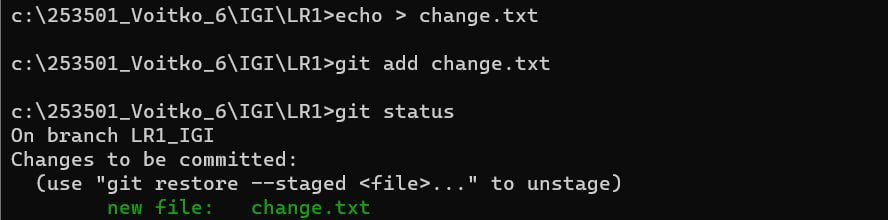 c:\253501_Voitko_6\IGI\LR1>echo > change.txt
c:\253501_Voitko_6\IGI\LR1>git add change.txt
c:\253501_Voitko_6\IGI\LR1>git status
On branch LR1_IGI
Changes to be committed:
  (use "git restore --staged <file>..." to unstage)
        new file:   change.txt